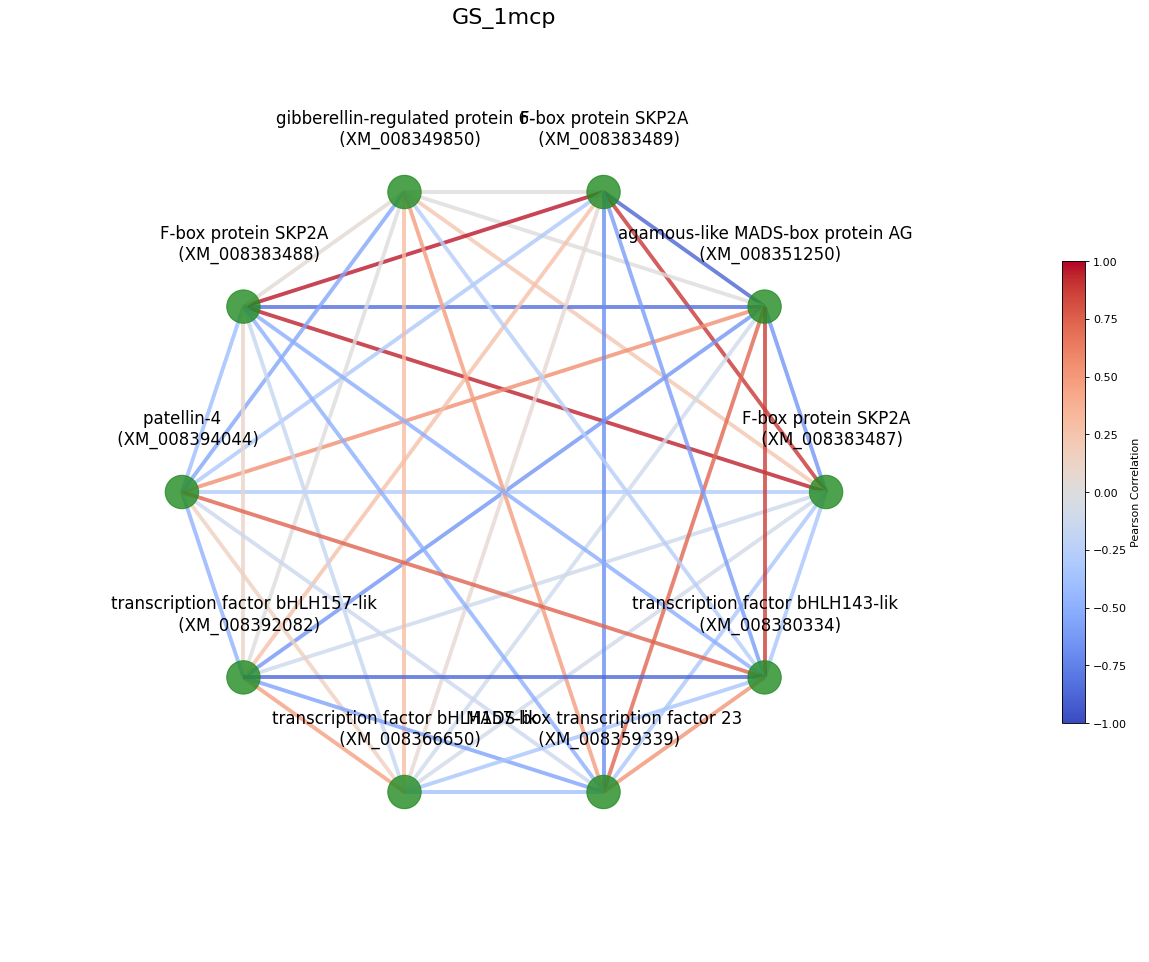 GS_1mcp
gibberellin-regulated protein 6
(XM_008349850)
F-box protein SKP2A
(XM_008383489)
F-box protein SKP2A
(XM_008383488)
agamous-like MADS-box protein AG
(XM_008351250)
patellin-4
(XM_008394044)
F-box protein SKP2A
(XM_008383487)
transcription factor bHLH157-lik
(XM_008392082)
transcription factor bHLH143-lik
(XM_008380334)
transcription factor bHLH157-lik
(XM_008366650)
MADS-box transcription factor 23
(XM_008359339)
1.00
0.75
0.50
0.25
0.00
−0.25
−0.50
−0.75
−1.00
Pearson Correlation